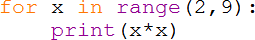 for x in range(2,9):
    print(x*x)